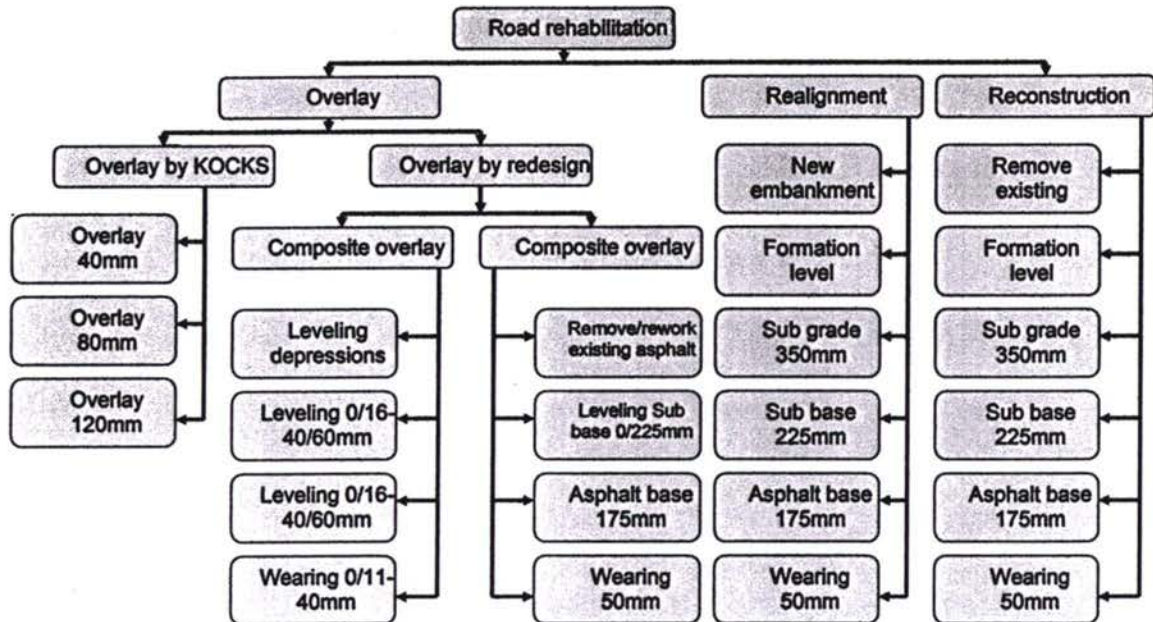 Road rehabilitation
Overlay
Realignment
Reconstruction
Overlay by KOCKS
Overlay by redesign
New
embankment
Remove
existing
Overlay
40mm
Composite overlay
Composite overlay
Formation
level
Formation
level
Overlay
80mm
Leveling
depressions
Remove/rework
existing asphalt
Sub grade
350mm
Sub grade
350mm
Overlay
120mm
Leveling 0/16-
40/60mm
Leveling Sub
base 0/225mm
Sub base
225mm
Sub base
225mm
Leveling 0/16-
40/60mm
Asphalt base
175mm
Asphalt base
175mm
Asphalt base
175mm
Wearing 0/11-
40mm
Wearing
50mm
Wearing
50mm
Wearing
50mm